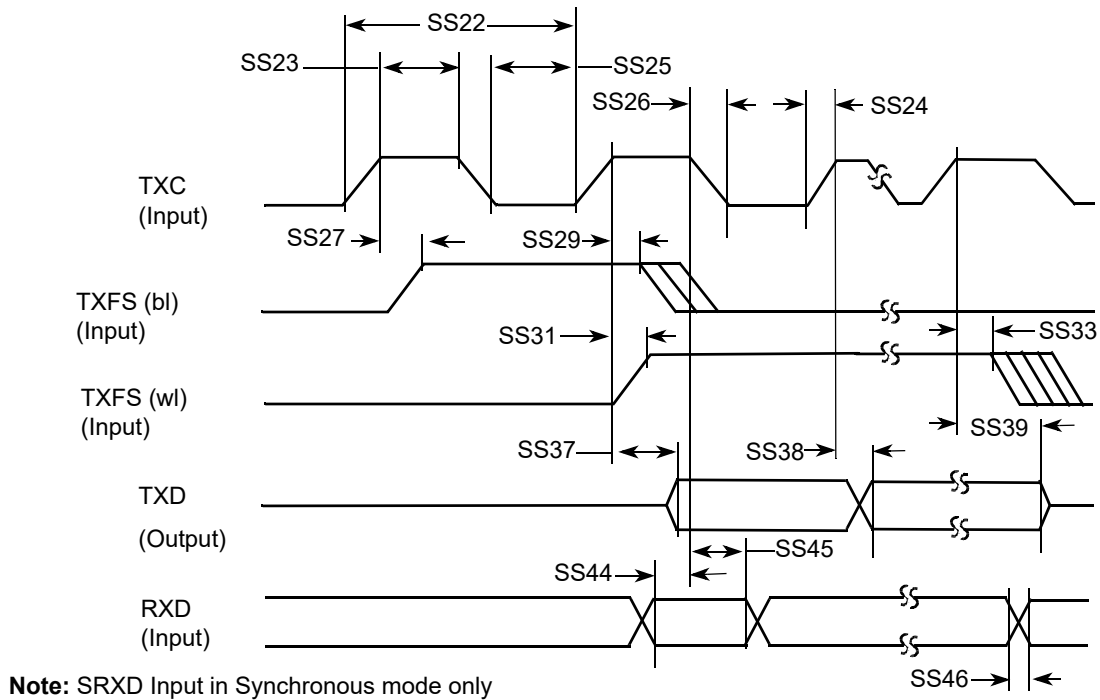 SS22
SS23
SS25
SS26
SS24
TXC
(Input)
SS27
SS29
TXFS (bl)
(Input)
SS31
SS33
TXFS (wl)
(Input)
SS39
SS37
SS38
TXD
(Output)
SS45
SS44
RXD
(Input)
SS46
Note: SRXD Input in Synchronous mode only